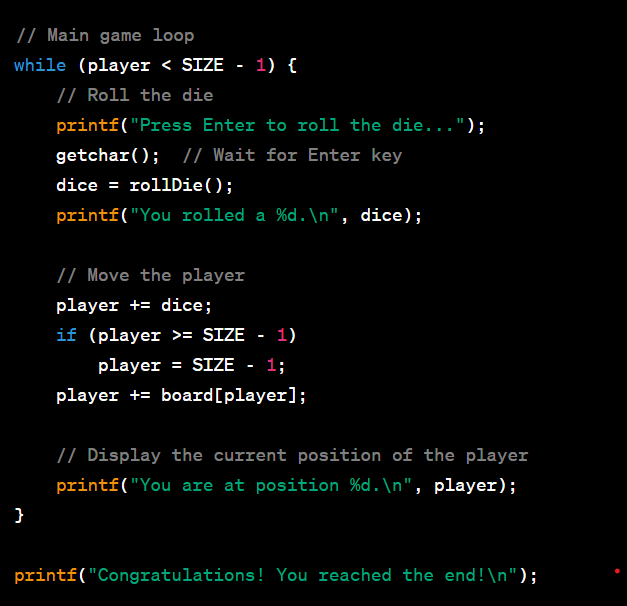 // Main game loop
while (player < SIZE - 1) {
    // Roll the die
    printf("Press Enter to roll the die...");
    getchar();  // Wait for Enter key
    dice = rollDie();
    printf("You rolled a %d.\n", dice);

    // Move the player
    player += dice;
    if (player >= SIZE - 1)
        player = SIZE - 1;
    player += board[player];

    // Display the current position of the player
    printf("You are at position %d.\n", player);
}

printf("Congratulations! You reached the end!\n");